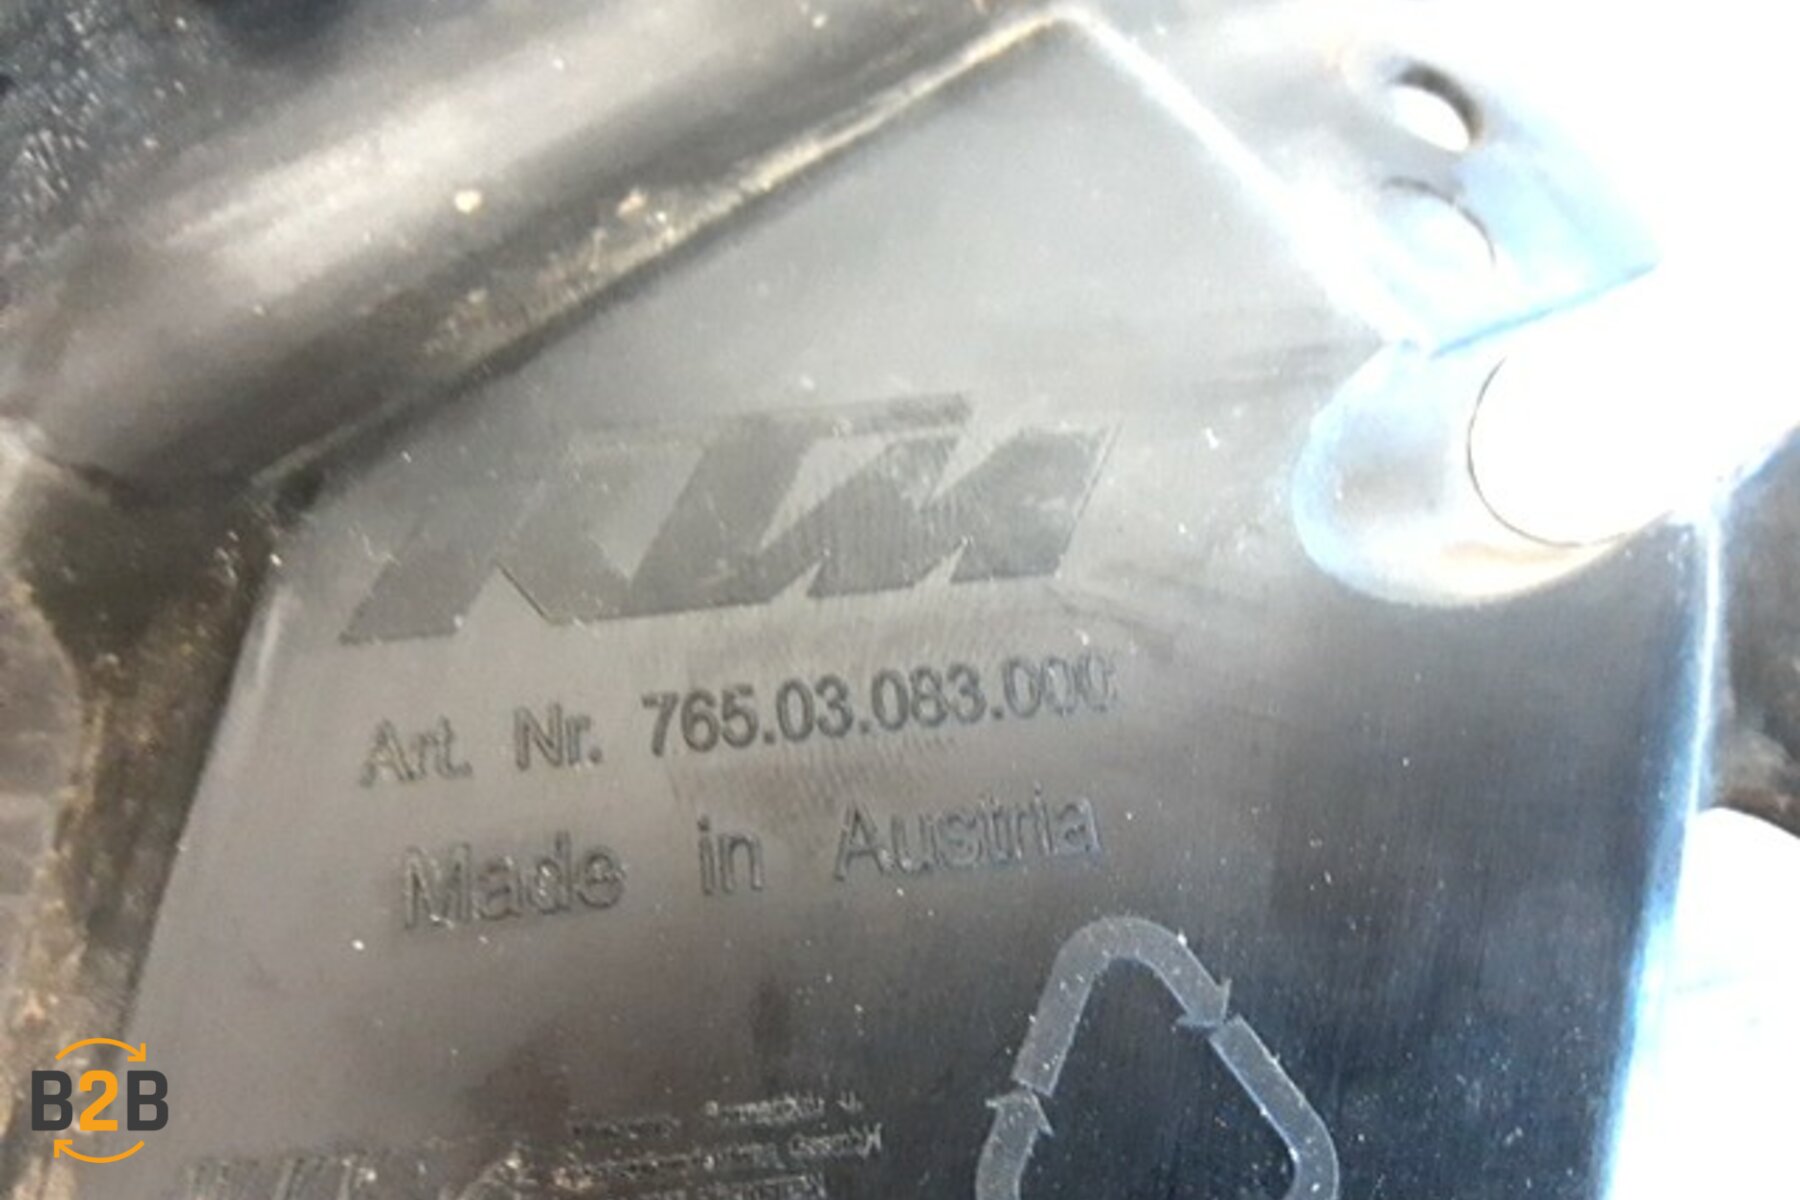 KTM
Art. Nr. 765.03.083.000
Made in Austria
B2B